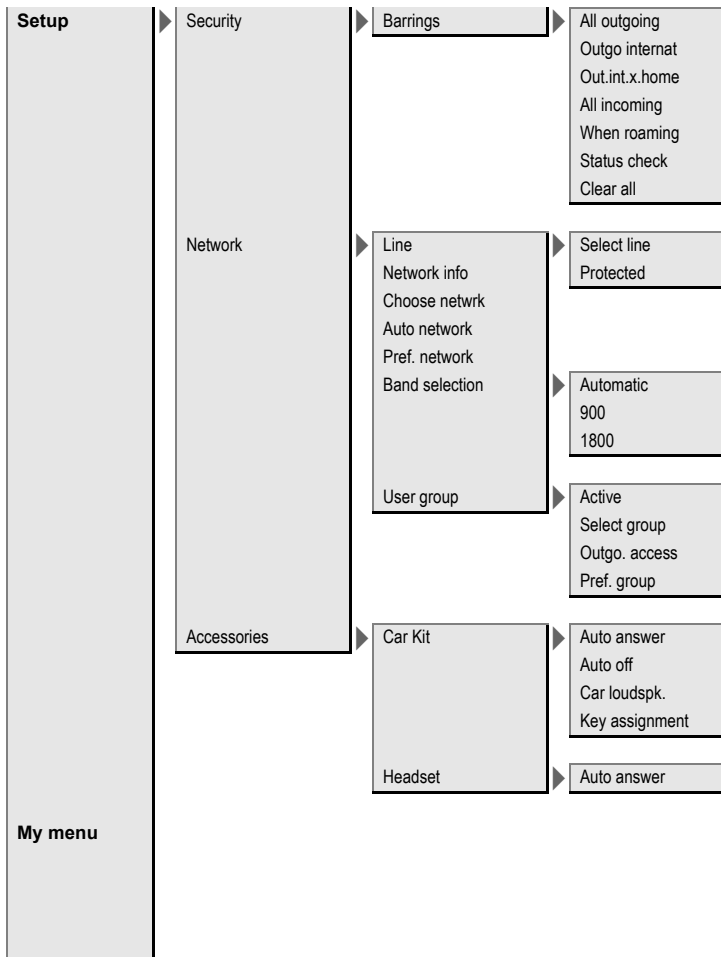 Setup
Security
Barrings
All outgoing
Outgo internat
Out.int.x.home
All incoming
When roaming
Status check
Clear all
Network
Line
Select line
Protected
Network info
Choose netwrk
Auto network
Pref. network
Band selection
Automatic
900
1800
User group
Active
Select group
Outgo. access
Pref. group
Accessories
Car Kit
Auto answer
Auto off
Car loudspk.
Key assignment
Headset
Auto answer
My menu